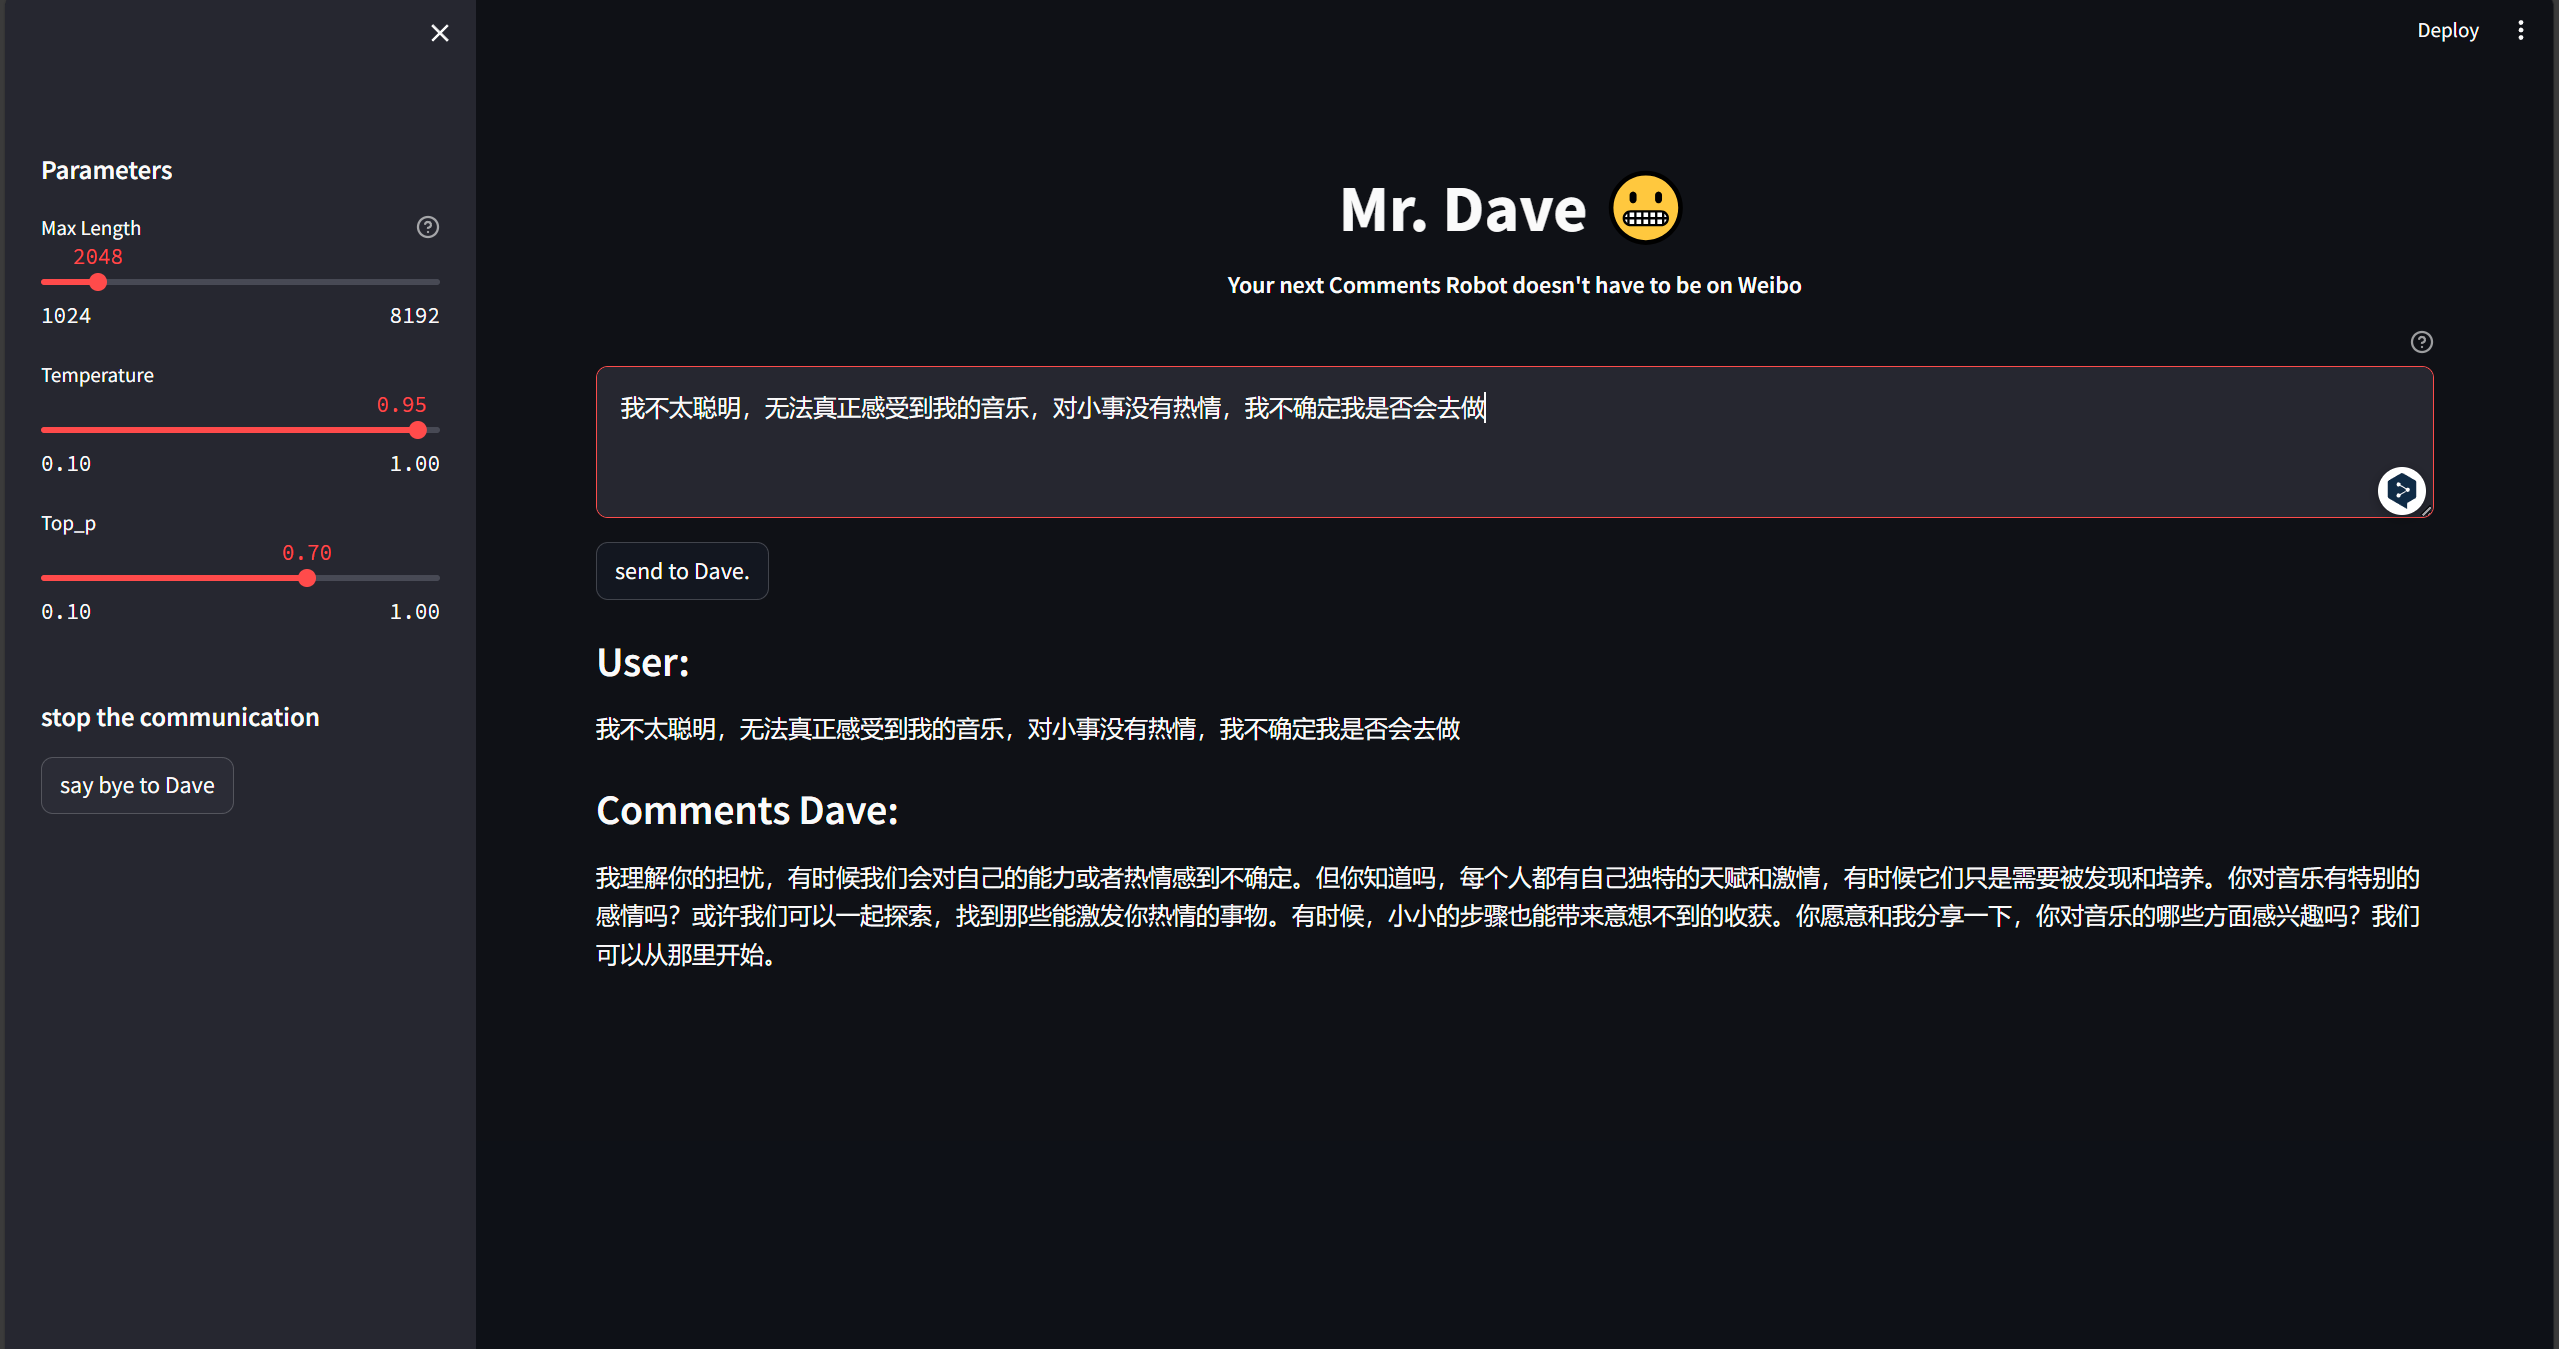 Deploy
Parameters
Max Length
2048
1024 8192
Temperature
0.95
0.10 1.00
Top_p
0.70
0.10 1.00
stop the communication
say bye to Dave
Mr. Dave 😬
Your next Comments Robot doesn't have to be on Weibo
我不太聪明，无法真正感受到我的音乐，对小事没有热情，我不确定我是否会去做
send to Dave.
User:
我不太聪明，无法真正感受到我的音乐，对小事没有热情，我不确定我是否会去做
Comments Dave:
我理解你的担忧，有时候我们会对自己的能力或者热情感到不确定。但你知道吗，每个人都有自己独特的天赋和激情，有时候它们只是需要被发现和培养。你对音乐有特别的
感情吗？或许我们可以一起探索，找到那些能激发你热情的事物。有时候，小小的步骤也能带来意想不到的收获。你愿意和我分享一下，你对音乐的哪些方面感兴趣吗？我们
可以从那里开始。